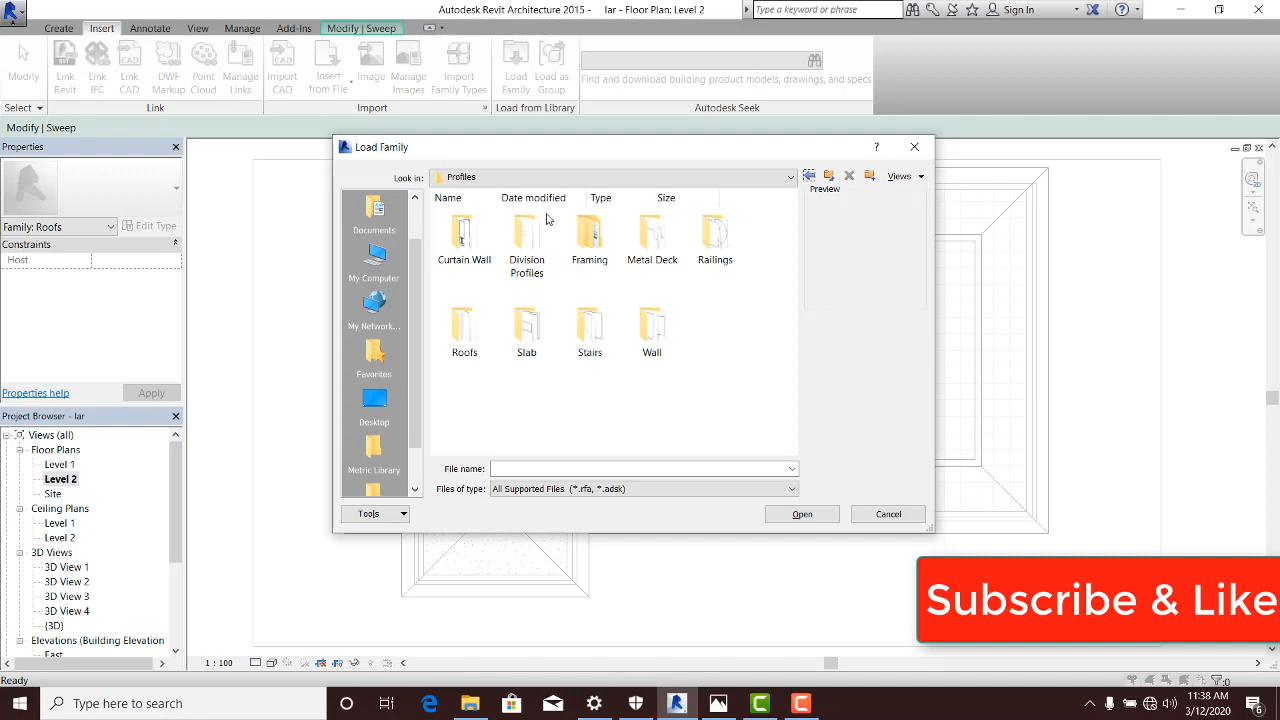 Autodesk Revit Architecture 2015 - lar - Floor Plan: Level 2
Type a keyword or phrase
Sign In
Create Insert Annotate View Manage Add-Ins Modify | Sweep
Modify
Link Revit
Link IFC
Link CAD
DWF Markup
Point Cloud
Manage Links
Import CAD
Insert from File
Image
Manage Images
Import Family Types
Load Family
Load as Group
Find and download building product models, drawings, and specs
Select
Link
Import
Load from Library
Autodesk Seek
Modify | Sweep
Properties
Family: Roofs
Edit Type
Constraints
Host
Properties help
Apply
Project Browser - lar
Views (all)
Floor Plans
Level 1
Level 2
Site
Ceiling Plans
Level 1
Level 2
3D Views
3D View 1
3D View 2
3D View 3
3D View 4
{3D}
Elevations (Building Elevation
East
Load Family
Look in:
Profiles
Views
Name
Date modified
Type
Size
Preview
Documents
My Computer
My Network...
Favorites
Desktop
Metric Library
Curtain Wall
Division Profiles
Framing
Metal Deck
Railings
Roofs
Slab
Stairs
Wall
File name:
Files of type:
All Supported Files (*.rfa, *.adsk)
Tools
Open
Cancel
Subscribe & Like
1 : 100
Ready
:0
Type here to search
11:38 AM
3/12/2020
6